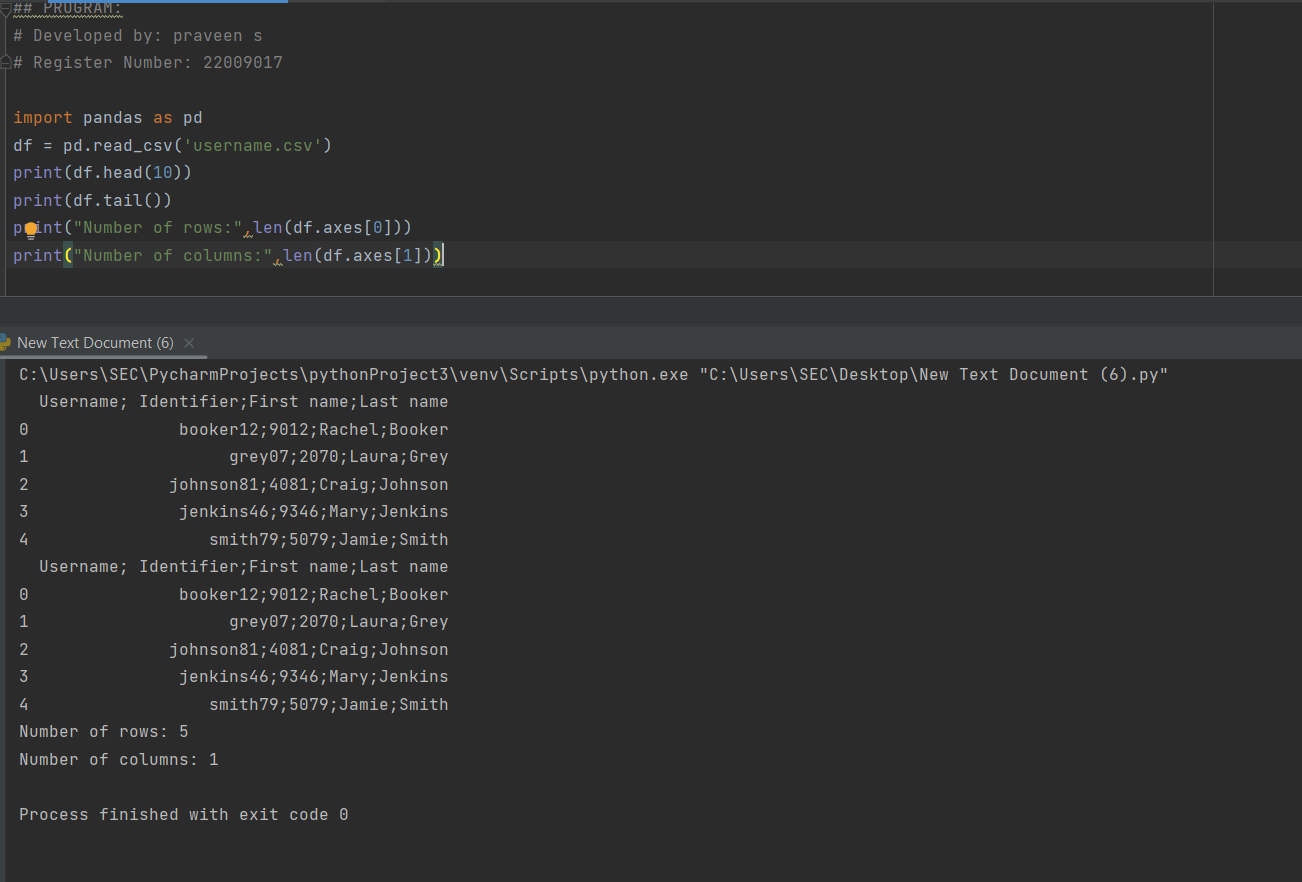 ## PROGRAM:
# Developed by: praveen s
# Register Number: 22009017
import pandas as pd
df = pd.read_csv('username.csv')
print(df.head(10))
print(df.tail())
print("Number of rows:",len(df.axes[0]))
print("Number of columns:",len(df.axes[1]))
New Text Document (6)
C:\Users\SEC\PycharmProjects\pythonProject3\venv\Scripts\python.exe "C:\Users\SEC\Desktop\New Text Document (6).py"
Username; Identifier;First name;Last name
0 booker12;9012;Rachel;Booker
1 grey07;2070;Laura;Grey
2 johnson81;4081;Craig;Johnson
3 jenkins46;9346;Mary;Jenkins
4 smith79;5079;Jamie;Smith
Username; Identifier;First name;Last name
0 booker12;9012;Rachel;Booker
1 grey07;2070;Laura;Grey
2 johnson81;4081;Craig;Johnson
3 jenkins46;9346;Mary;Jenkins
4 smith79;5079;Jamie;Smith
Number of rows: 5
Number of columns: 1
Process finished with exit code 0